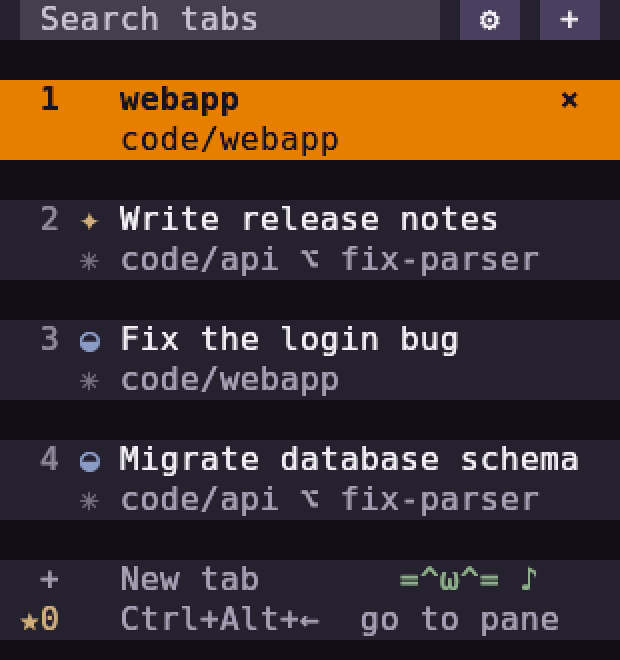 Search tabs ⚙ +
1 webapp ×
code/webapp
2 ✦ Write release notes
✳ code/api ⌥ fix-parser
3 ◒ Fix the login bug
✳ code/webapp
4 ◒ Migrate database schema
✳ code/api ⌥ fix-parser
+ New tab =^ω^= ♪
★0 Ctrl+Alt+← go to pane